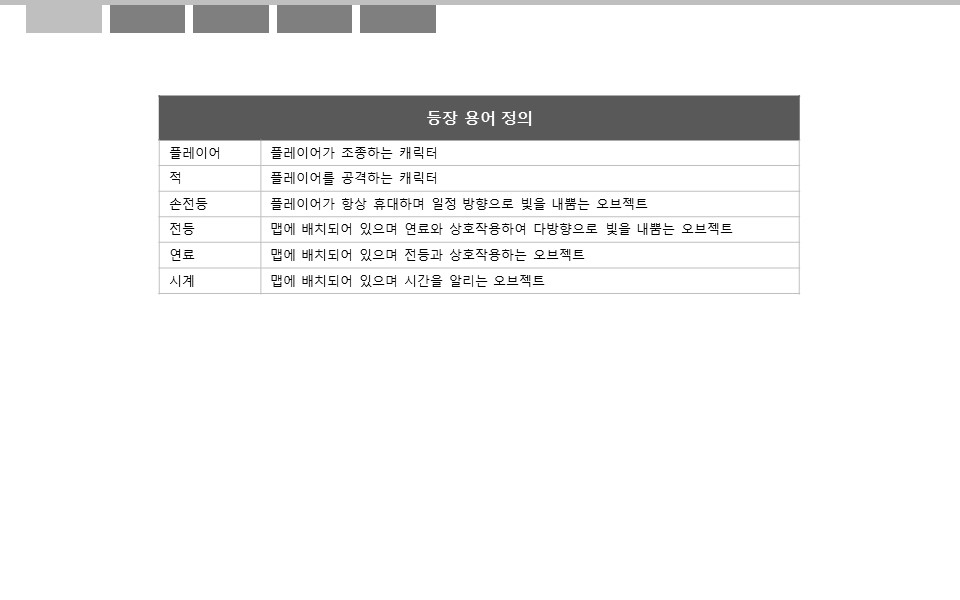 등장 용어 정의
플레이어 플레이어가 조종하는 캐릭터
적 플레이어를 공격하는 캐릭터
손전등 플레이어가 항상 휴대하며 일정 방향으로 빛을 내뿜는 오브젝트
전등 맵에 배치되어 있으며 연료와 상호작용하여 다방향으로 빛을 내뿜는 오브젝트
연료 맵에 배치되어 있으며 전등과 상호작용하는 오브젝트
시계 맵에 배치되어 있으며 시간을 알리는 오브젝트